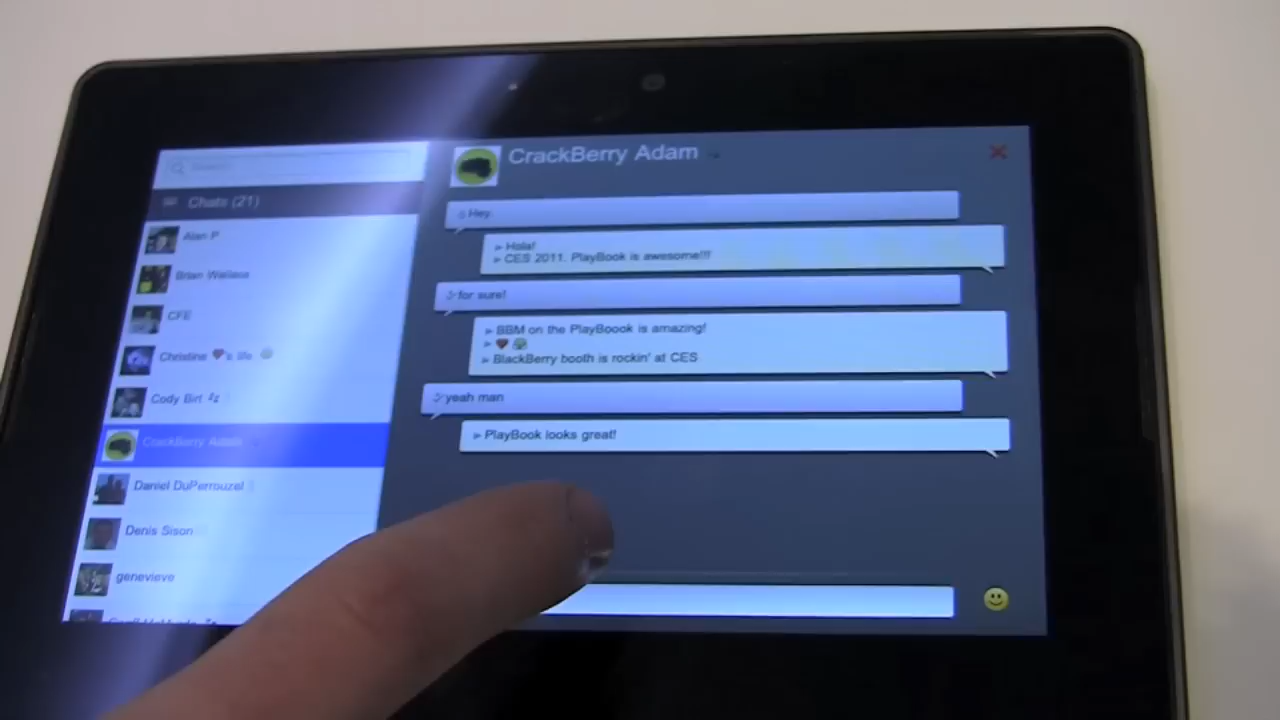 Search
Chats (21)
Alan P
Brian Wallace
CFE
Christine ❤'s life
Cody Birt
CrackBerry Adam
Daniel DuPerrouzel
Denis Sison
genevieve
CrackBerry Adam
Hey.
Hola!
CES 2011. PlayBook is awesome!!!
for sure!
BBM on the PlayBoook is amazing!
BlackBerry booth is rockin' at CES
yeah man
PlayBook looks great!